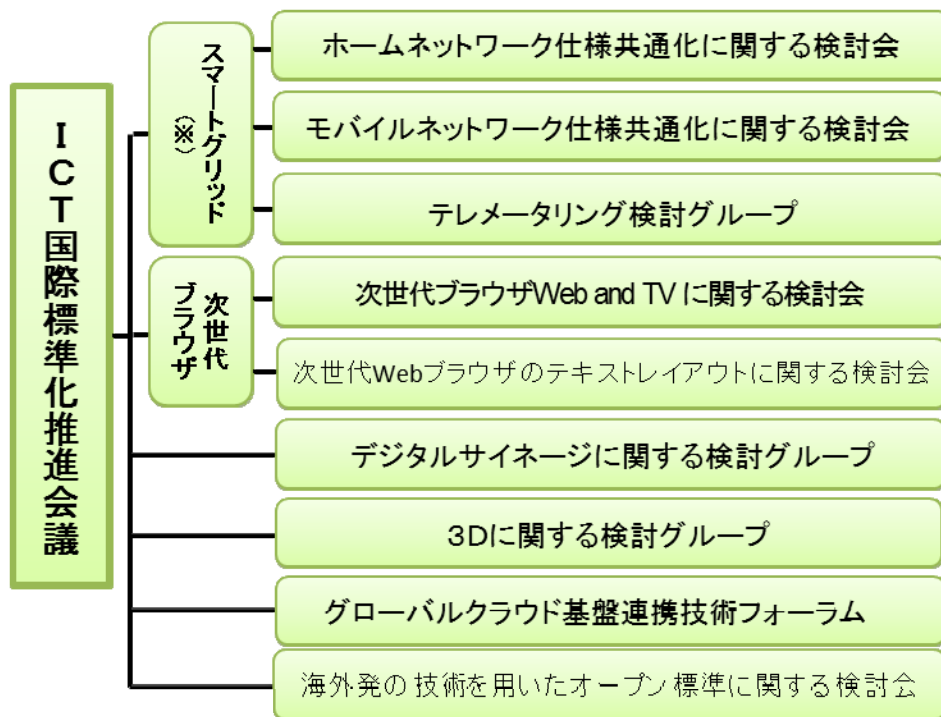 ICT国際標準化推進会議
スマートグリッド
(※)
ホームネットワーク仕様共通化に関する検討会
モバイルネットワーク仕様共通化に関する検討会
テレメータリング検討グループ
次世代
ブラウザ
次世代ブラウザWeb and TV に関する検討会
次世代Webブラウザのテキストレイアウトに関する検討会
デジタルサイネージに関する検討グループ
3Dに関する検討グループ
グローバルクラウド基盤連携技術フォーラム
海外発の技術を用いたオープン標準に関する検討会